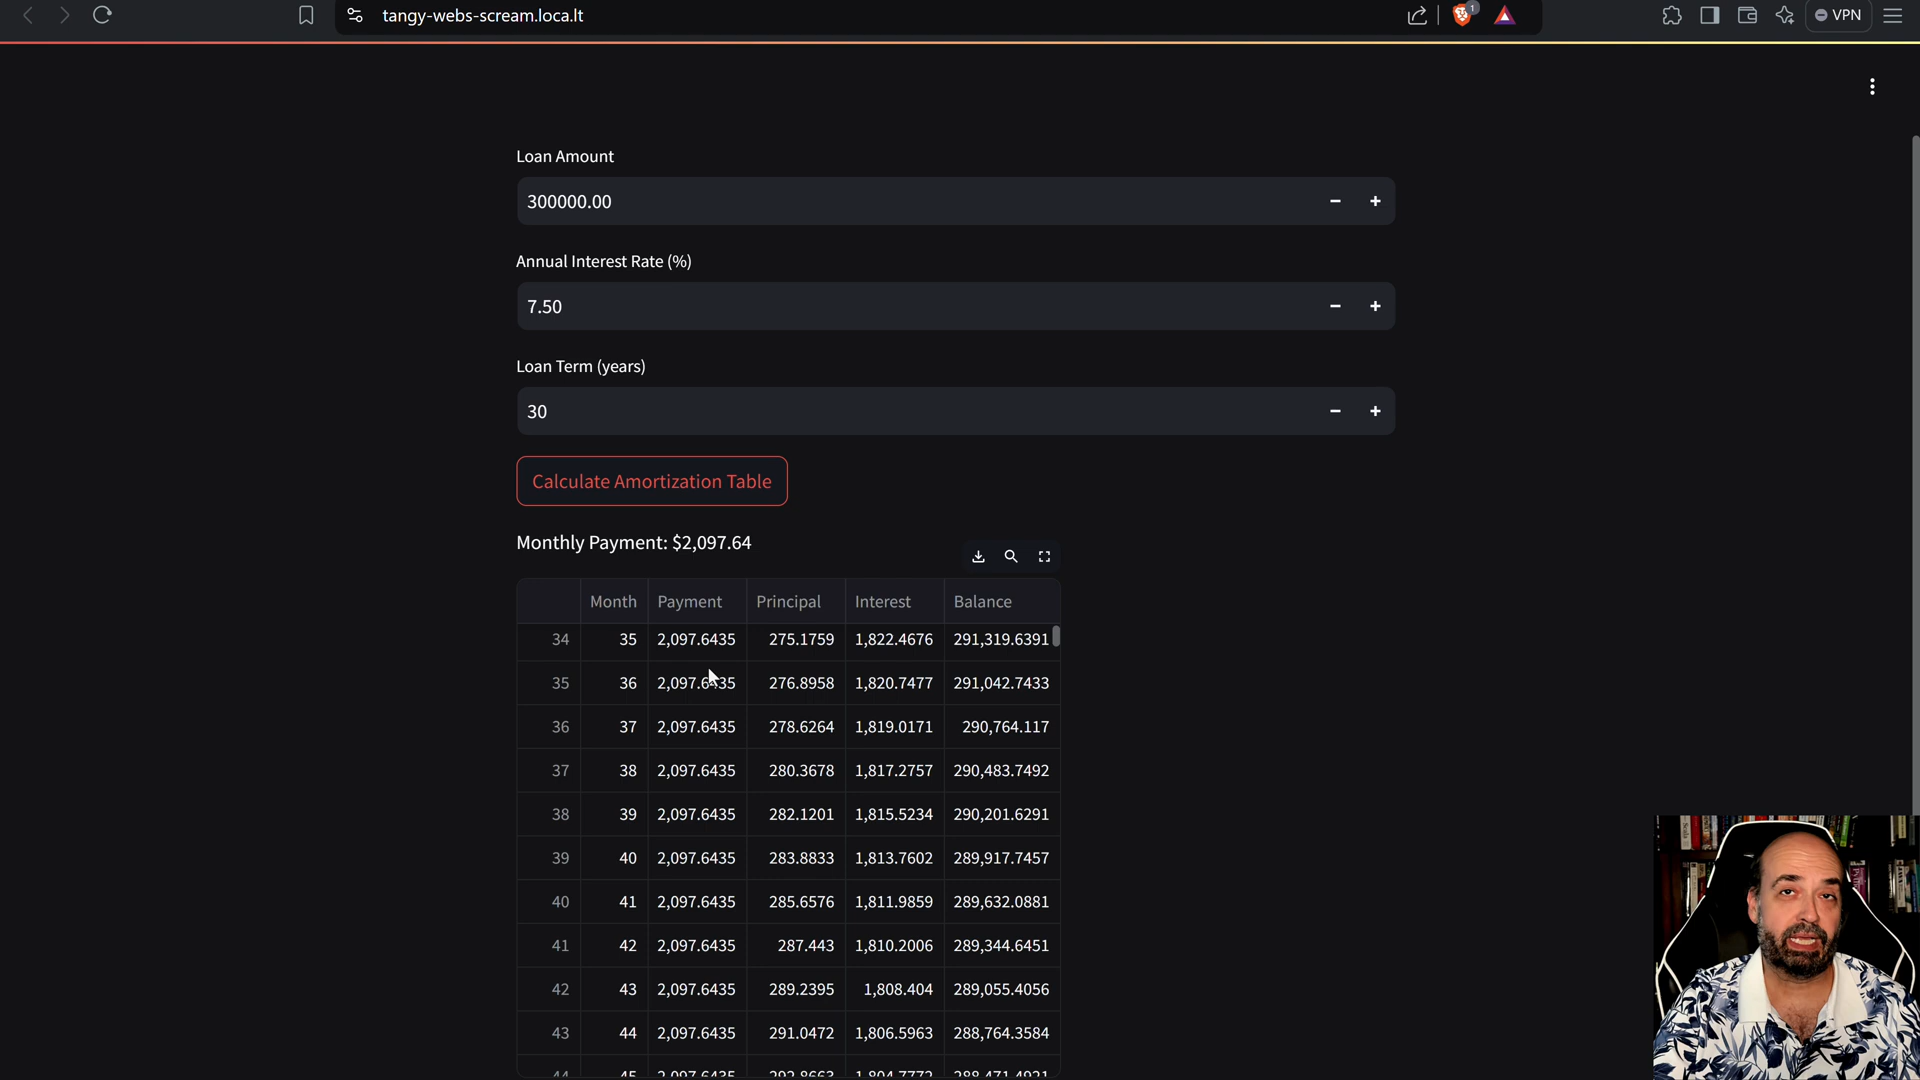 tangy-webs-scream.loca.lt
1
VPN
Loan Amount
300000.00
Annual Interest Rate (%)
7.50
Loan Term (years)
30
Calculate Amortization Table
Monthly Payment: $2,097.64
Month Payment Principal Interest Balance
34 35 2,097.6435 275.1759 1,822.4676 291,319.6391
35 36 2,097.6435 276.8958 1,820.7477 291,042.7433
36 37 2,097.6435 278.6264 1,819.0171 290,764.117
37 38 2,097.6435 280.3678 1,817.2757 290,483.7492
38 39 2,097.6435 282.1201 1,815.5234 290,201.6291
39 40 2,097.6435 283.8833 1,813.7602 289,917.7457
40 41 2,097.6435 285.6576 1,811.9859 289,632.0881
41 42 2,097.6435 287.443 1,810.2006 289,344.6451
42 43 2,097.6435 289.2395 1,808.404 289,055.4056
43 44 2,097.6435 291.0472 1,806.5963 288,764.3584
44 45 2,097.6435 292.8663 1,804.7772 288,471.4921